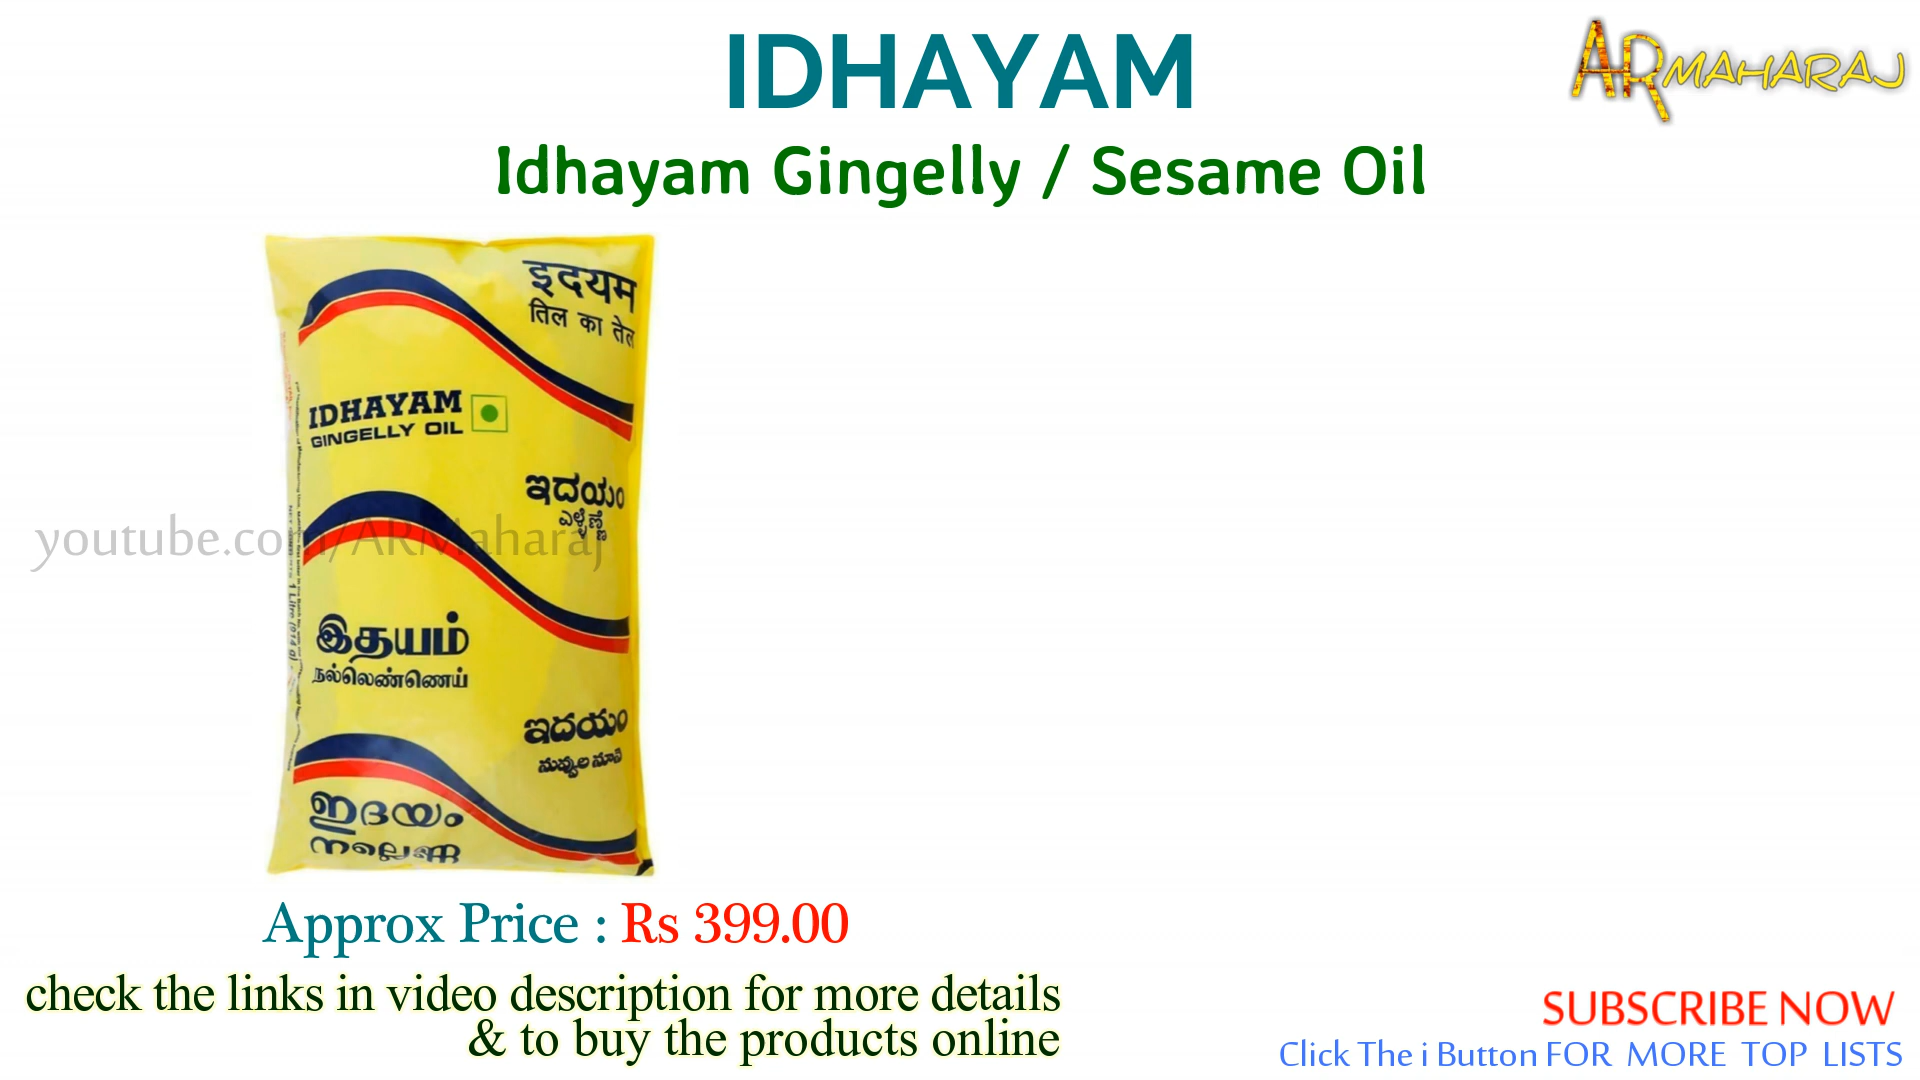 IDHAYAM
ARMAHARAJ
Idhayam Gingelly / Sesame Oil
इदयम
तिल का तेल
IDHAYAM
GINGELLY OIL
ಇದಯಂ
ಎಳ್ಳೆಣ್ಣೆ
youtube.com/ARMaharaj
இதயம்
நல்லெண்ணெய்
ఇదయం
నువ్వుల నూనె
ഇദയം
നല്ലെണ്ണ
Approx Price : Rs 399.00
check the links in video description for more details
& to buy the products online
SUBSCRIBE NOW
Click The i Button FOR MORE TOP LISTS